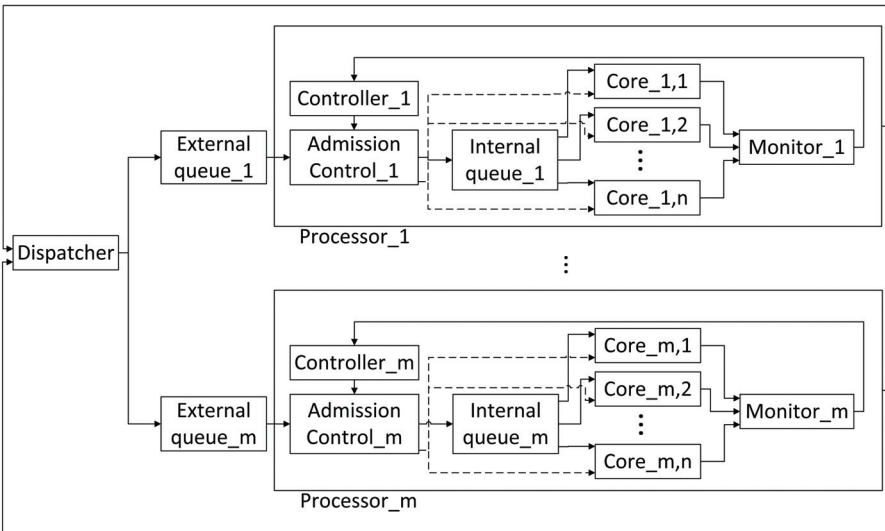 Controller_1
Core_1,1
External
queue_1
Admission
Control_1
Internal
queue_1
Core_1,2
Monitor_1
Core_1,n
Processor_1
Dispatcher
Controller_m
Core_m,1
External
queue_m
Admission
Control_m
Internal
queue_m
Core_m,2
Monitor_m
Core_m,n
Processor_m